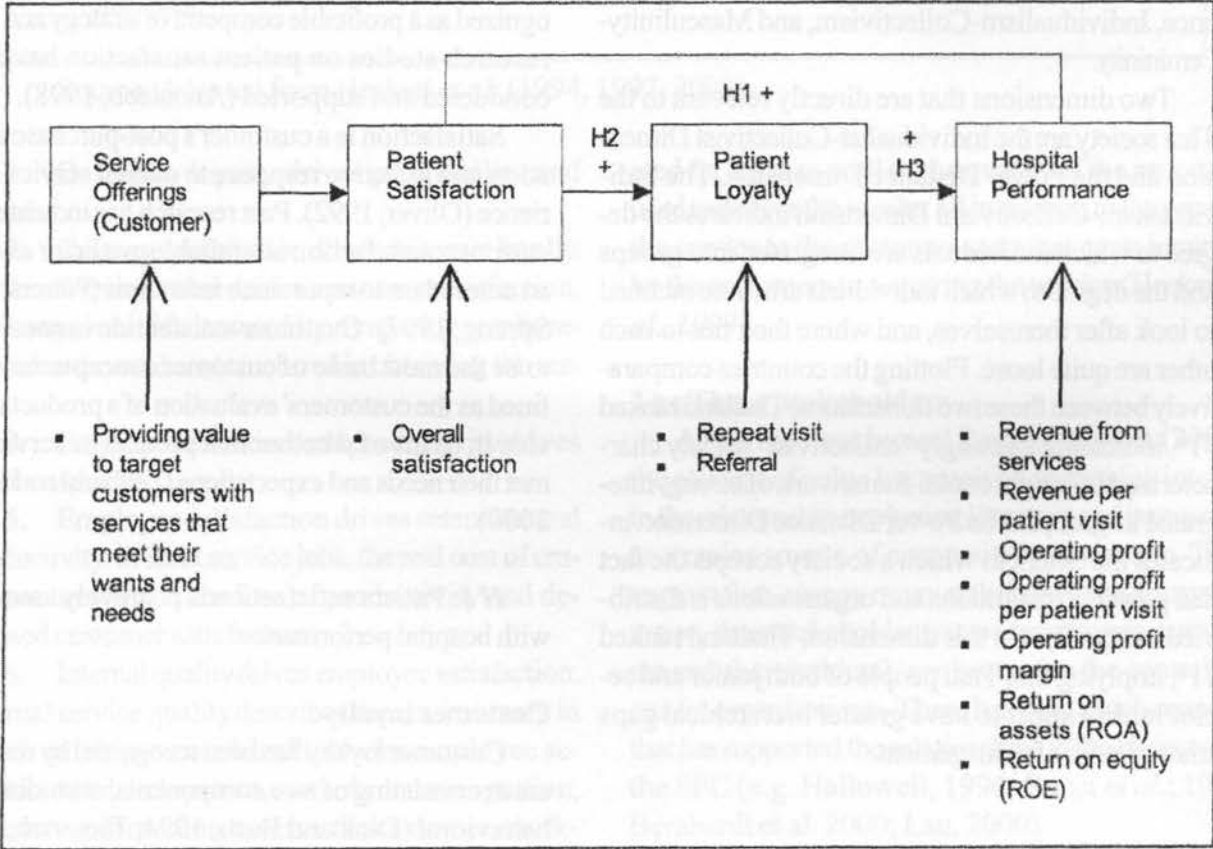 H1 +
Service
Offerings
(Customer)
Patient
Satisfaction
H2
+
Patient
Loyalty
+
H3
Hospital
Performance
▪ Providing value
to target
customers with
services that
meet their
wants and
needs
▪ Overall
satisfaction
▪ Repeat visit
▪ Referral
▪ Revenue from
services
▪ Revenue per
patient visit
▪ Operating profit
▪ Operating profit
per patient visit
▪ Operating profit
margin
▪ Return on
assets (ROA)
▪ Return on equity
(ROE)